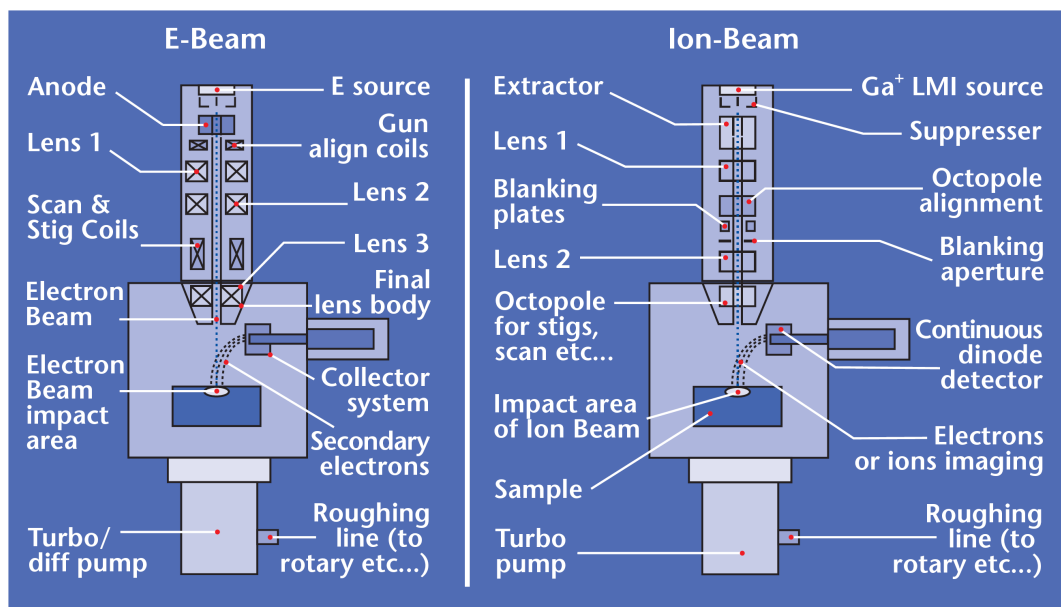 E-Beam
Anode
E source
Gun
align coils
Lens 1
Lens 2
Scan &
Stig Coils
Lens 3
Final
lens body
Electron
Beam
Electron
Beam
impact
area
Collector
system
Secondary
electrons
Turbo/
diff pump
Roughing
line (to
rotary etc...)
Ion-Beam
Extractor
Ga+ LMI source
Suppresser
Lens 1
Blanking
plates
Octopole
alignment
Lens 2
Blanking
aperture
Octopole
for stigs,
scan etc...
Continuous
dinode
detector
Impact area
of Ion Beam
Electrons
or ions imaging
Sample
Turbo
pump
Roughing
line (to
rotary etc...)